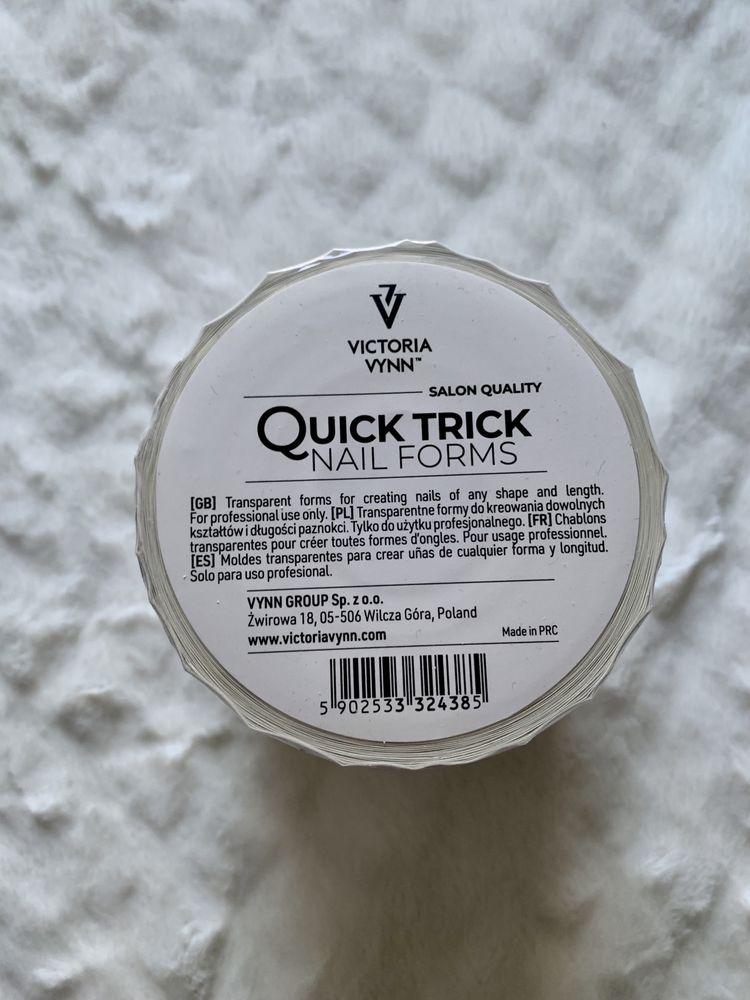 VICTORIA
VYNN™
SALON QUALITY
QUICK TRICK
NAIL FORMS
[GB] Transparent forms for creating nails of any shape and length.
For professional use only. [PL] Transparentne formy do kreowania dowolnych
kształtów i długości paznokci. Tylko do użytku profesjonalnego. [FR] Chablons
transparentes pour créer toutes formes d'ongles. Pour usage professionnel.
[ES] Moldes transparentes para crear uñas de cualquier forma y longitud.
Solo para uso profesional.
VYNN GROUP Sp. z o.o.
Żwirowa 18, 05-506 Wilcza Góra, Poland
www.victoriavynn.com
Made in PRC
5 902533 324385